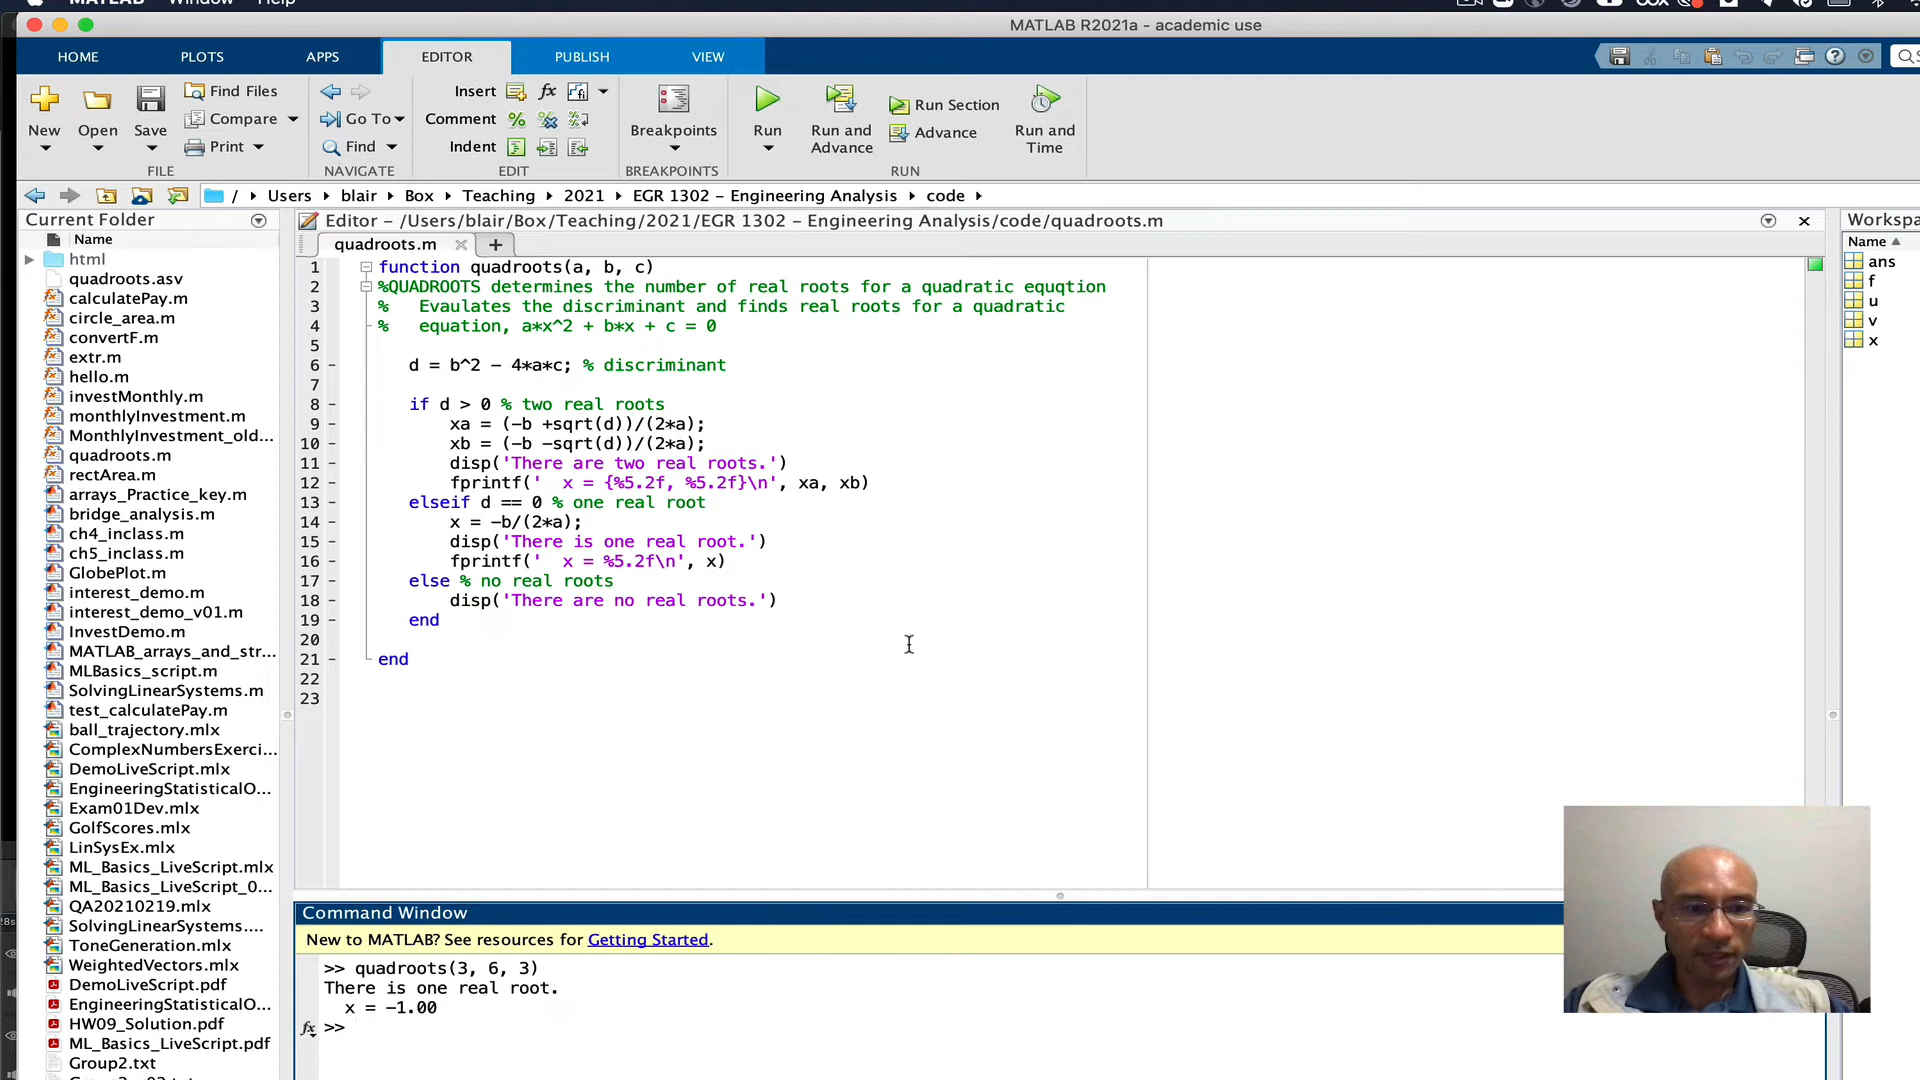 MATLAB Window Help
MATLAB R2021a - academic use
HOME PLOTS APPS EDITOR PUBLISH VIEW
New Open Save
Find Files
Compare
Print
FILE
Go To
Find
NAVIGATE
Insert
Comment
Indent
EDIT
Breakpoints
BREAKPOINTS
Run
Run and Advance
Run Section
Advance
Run and Time
RUN
/ Users blair Box Teaching 2021 EGR 1302 – Engineering Analysis code
Current Folder
Name
html
quadroots.asv
calculatePay.m
circle_area.m
convertF.m
extr.m
hello.m
investMonthly.m
monthlyInvestment.m
MonthlyInvestment_old...
quadroots.m
rectArea.m
arrays_Practice_key.m
bridge_analysis.m
ch4_inclass.m
ch5_inclass.m
GlobePlot.m
interest_demo.m
interest_demo_v01.m
InvestDemo.m
MATLAB_arrays_and_str...
MLBasics_script.m
SolvingLinearSystems.m
test_calculatePay.m
ball_trajectory.mlx
ComplexNumbersExerci...
DemoLiveScript.mlx
EngineeringStatisticalO...
Exam01Dev.mlx
GolfScores.mlx
LinSysEx.mlx
ML_Basics_LiveScript.mlx
ML_Basics_LiveScript_0...
QA20210219.mlx
SolvingLinearSystems....
ToneGeneration.mlx
WeightedVectors.mlx
DemoLiveScript.pdf
EngineeringStatisticalO...
HW09_Solution.pdf
ML_Basics_LiveScript.pdf
Group2.txt
Editor – /Users/blair/Box/Teaching/2021/EGR 1302 – Engineering Analysis/code/quadroots.m
quadroots.m
1 function quadroots(a, b, c)
2 %QUADROOTS determines the number of real roots for a quadratic equqtion
3 % Evaulates the discriminant and finds real roots for a quadratic
4 % equation, a*x^2 + b*x + c = 0
5
6 d = b^2 – 4*a*c; % discriminant
7
8 if d > 0 % two real roots
9 xa = (–b +sqrt(d))/(2*a);
10 xb = (–b –sqrt(d))/(2*a);
11 disp('There are two real roots.')
12 fprintf('  x = {%5.2f, %5.2f}\n', xa, xb)
13 elseif d == 0 % one real root
14 x = –b/(2*a);
15 disp('There is one real root.')
16 fprintf('  x = %5.2f\n', x)
17 else % no real roots
18 disp('There are no real roots.')
19 end
20
21 end
22
23
Workspa
Name
ans
f
u
v
x
Command Window
New to MATLAB? See resources for Getting Started.
>> quadroots(3, 6, 3)
There is one real root.
x = –1.00
fx >>
28s